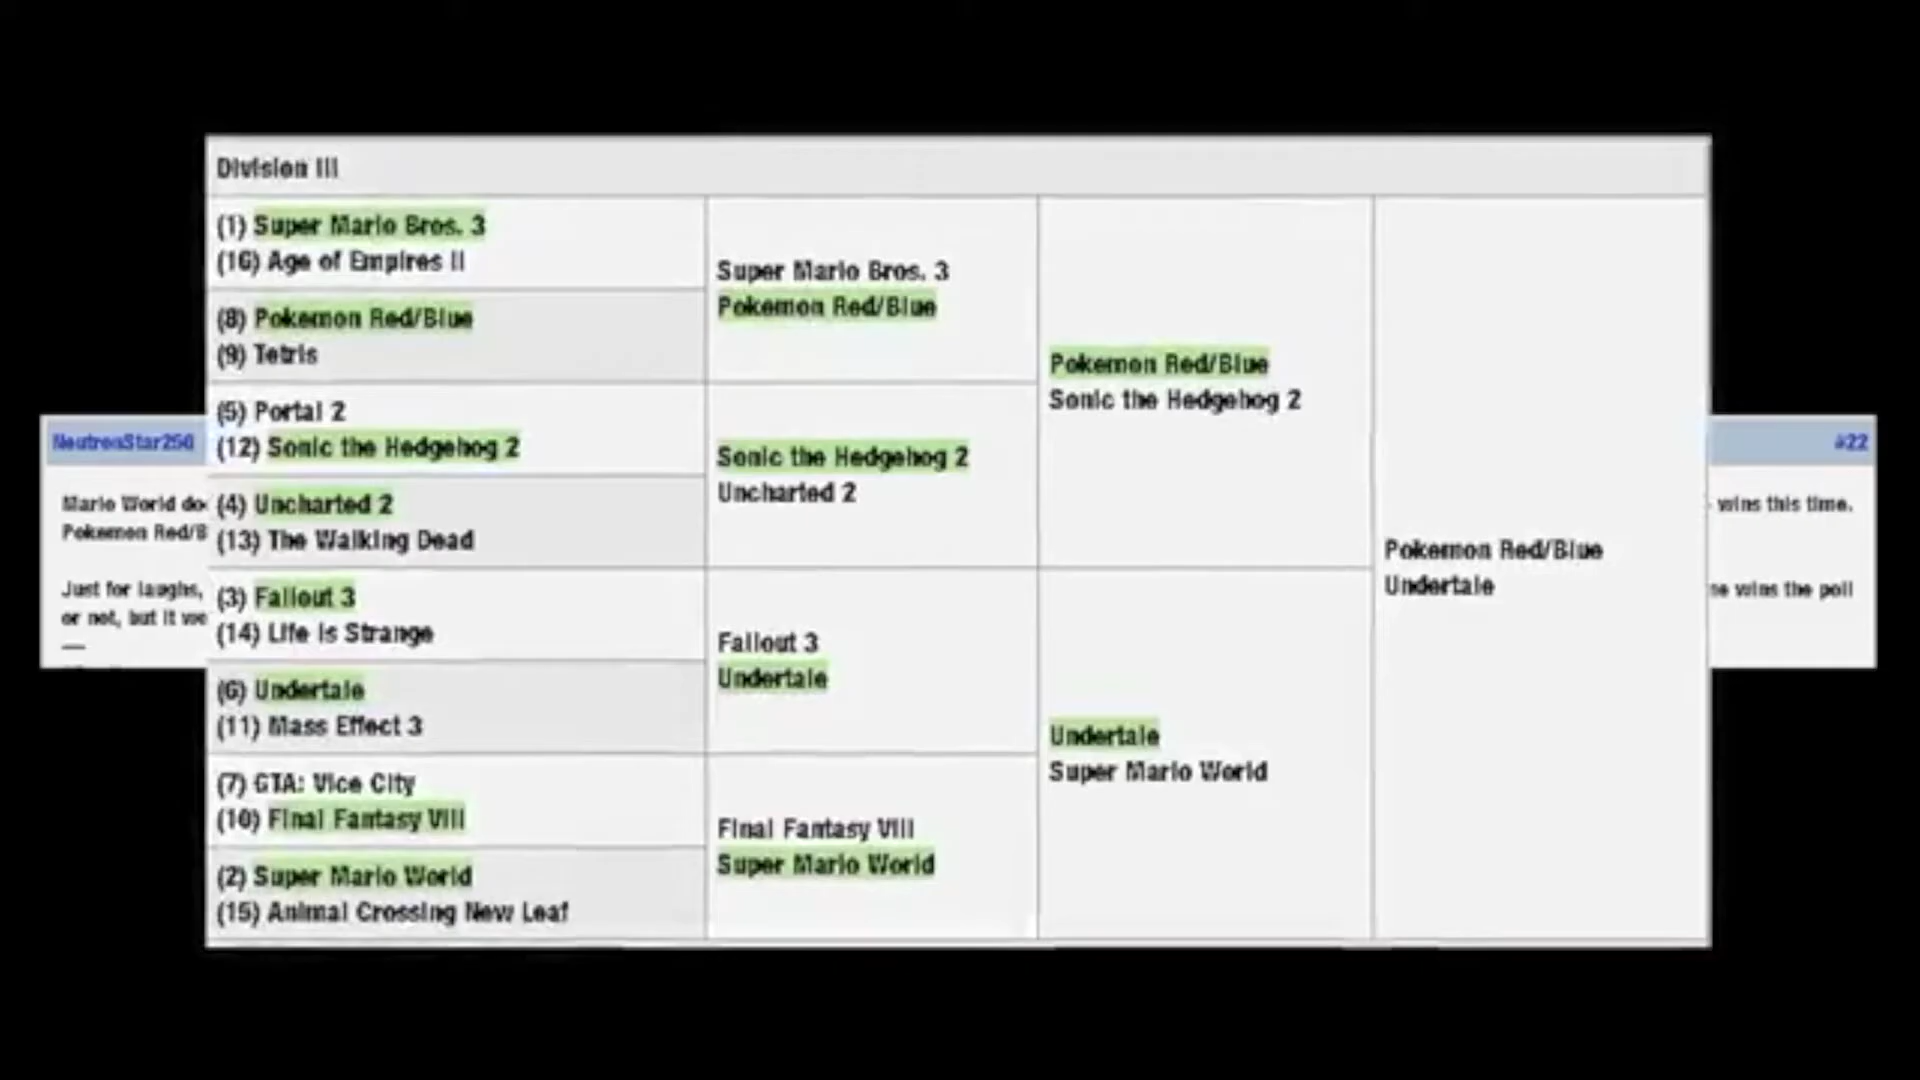 Division III
(1) Super Mario Bros. 3
(16) Age of Empires II
(8) Pokemon Red/Blue
(9) Tetris
(5) Portal 2
(12) Sonic the Hedgehog 2
(4) Uncharted 2
(13) The Walking Dead
(3) Fallout 3
(14) Life is Strange
(6) Undertale
(11) Mass Effect 3
(7) GTA: Vice City
(10) Final Fantasy VIII
(2) Super Mario World
(15) Animal Crossing New Leaf
Super Mario Bros. 3
Pokemon Red/Blue
Sonic the Hedgehog 2
Uncharted 2
Fallout 3
Undertale
Final Fantasy VIII
Super Mario World
Pokemon Red/Blue
Sonic the Hedgehog 2
Undertale
Super Mario World
Pokemon Red/Blue
Undertale
NeutronStar250
#22
Mario World
wins this time.
Pokemon
Just for laughs,
wins the poll
or not, but it